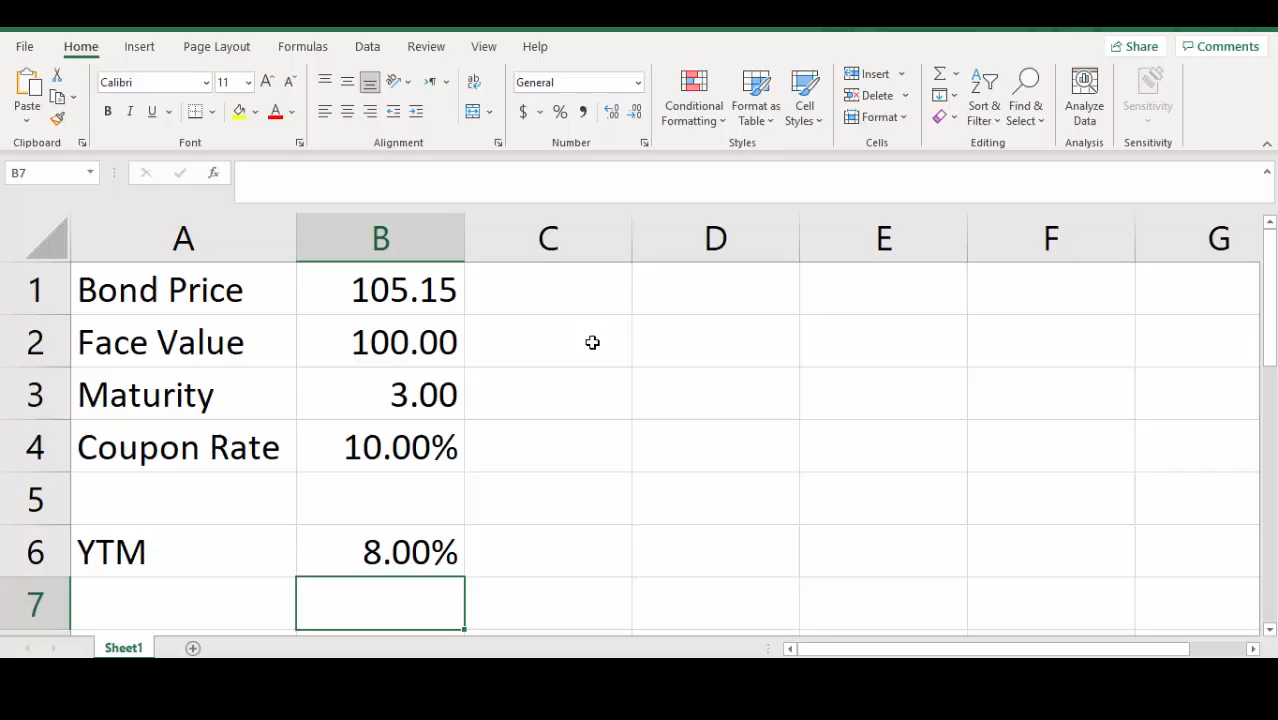 File Home Insert Page Layout Formulas Data Review View Help Share Comments
Paste
Calibri 11
General
Conditional Formatting
Format as Table
Cell Styles
Insert
Delete
Format
Sort & Filter
Find & Select
Analyze Data
Sensitivity
Clipboard Font Alignment Number Styles Cells Editing Analysis Sensitivity
B7 fx
A B C D E F G
1 Bond Price 105.15
2 Face Value 100.00
3 Maturity 3.00
4 Coupon Rate 10.00%
5
6 YTM 8.00%
7
Sheet1